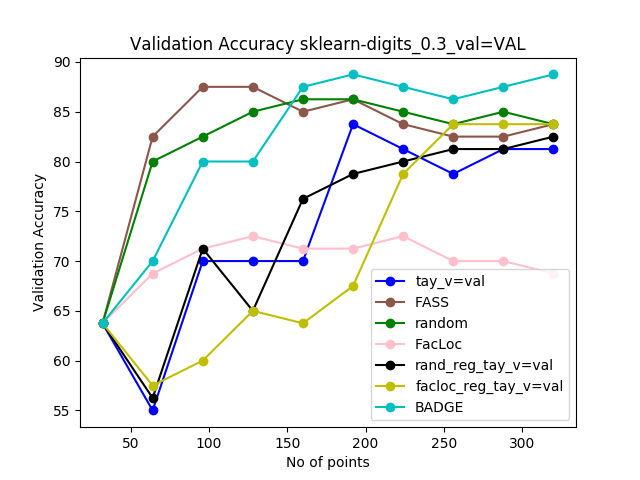 Validation Accuracy sklearn-digits_0.3_val=VAL
90
85
80
75
70
65
60
55
Validation Accuracy
50
100
150
200
250
300
No of points
tay_v=val
FASS
random
FacLoc
rand_reg_tay_v=val
facloc_reg_tay_v=val
BADGE